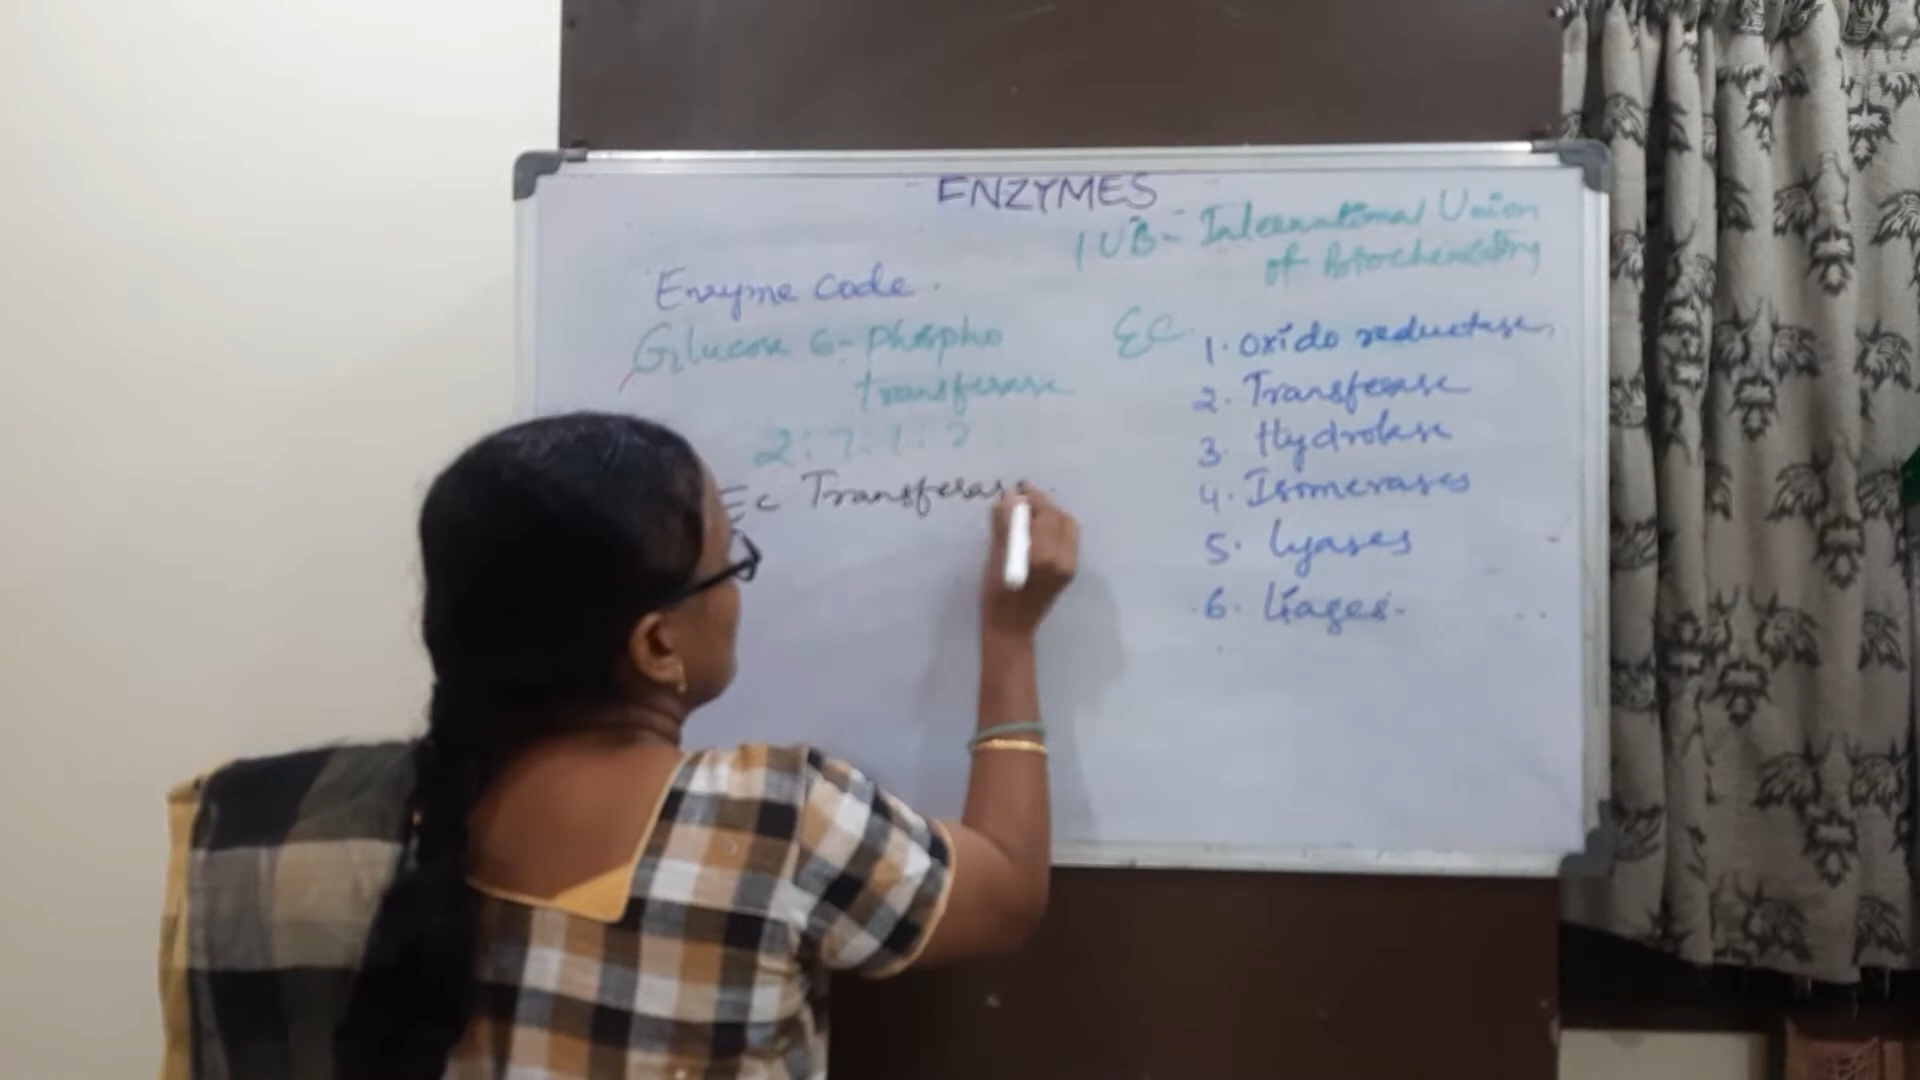 ENZYMES
IUB - International Union
of Biochemistry
Enzyme code.
Glucose 6-phospho
transferase
2:7:1:2
Ec Transferase
Ec.
1. Oxido reductase,
2. Transferase
3. Hydrolase
4. Isomerases
5. Lyases
6. Liages.